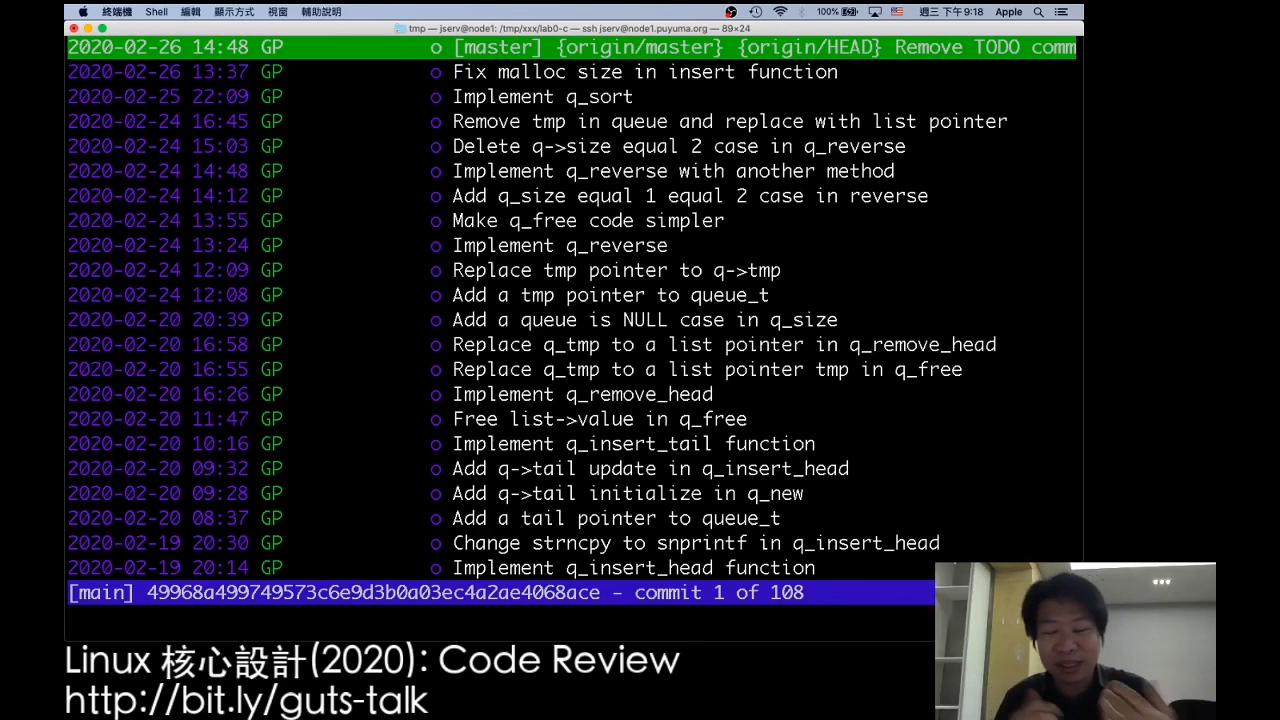 終端機 Shell 編輯 顯示方式 視窗 輔助說明 100% 週三 下午9:18 Apple
tmp — jserv@node1: /tmp/xxx/lab0-c — ssh jserv@node1.puyuma.org — 89×24
2020-02-26 14:48 GP o [master] {origin/master} {origin/HEAD} Remove TODO comm
2020-02-26 13:37 GP o Fix malloc size in insert function
2020-02-25 22:09 GP o Implement q_sort
2020-02-24 16:45 GP o Remove tmp in queue and replace with list pointer
2020-02-24 15:03 GP o Delete q->size equal 2 case in q_reverse
2020-02-24 14:48 GP o Implement q_reverse with another method
2020-02-24 14:12 GP o Add q_size equal 1 equal 2 case in reverse
2020-02-24 13:55 GP o Make q_free code simpler
2020-02-24 13:24 GP o Implement q_reverse
2020-02-24 12:09 GP o Replace tmp pointer to q->tmp
2020-02-24 12:08 GP o Add a tmp pointer to queue_t
2020-02-20 20:39 GP o Add a queue is NULL case in q_size
2020-02-20 16:58 GP o Replace q_tmp to a list pointer in q_remove_head
2020-02-20 16:55 GP o Replace q_tmp to a list pointer tmp in q_free
2020-02-20 16:26 GP o Implement q_remove_head
2020-02-20 11:47 GP o Free list->value in q_free
2020-02-20 10:16 GP o Implement q_insert_tail function
2020-02-20 09:32 GP o Add q->tail update in q_insert_head
2020-02-20 09:28 GP o Add q->tail initialize in q_new
2020-02-20 08:37 GP o Add a tail pointer to queue_t
2020-02-19 20:30 GP o Change strncpy to snprintf in q_insert_head
2020-02-19 20:14 GP o Implement q_insert_head function
[main] 49968a499749573c6e9d3b0a03ec4a2ae4068ace - commit 1 of 108
Linux 核心設計(2020): Code Review
http://bit.ly/guts-talk